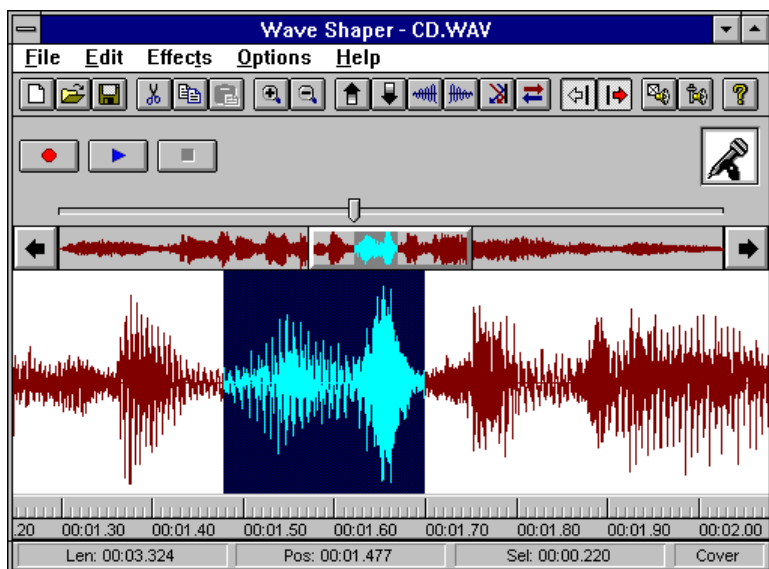 Wave Shaper - CD.WAV
File Edit Effects Options Help
.20 00:01.30 00:01.40 00:01.50 00:01.60 00:01.70 00:01.80 00:01.90 00:02.00
Len: 00:03.324 Pos: 00:01.477 Sel: 00:00.220 Cover